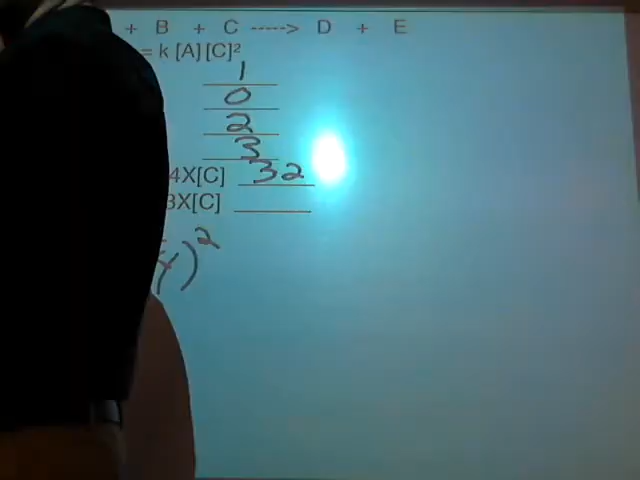 + B + C -----> D + E
= k [A] [C]²
1
0
2
3
4X[C] 32
3X[C]
)²